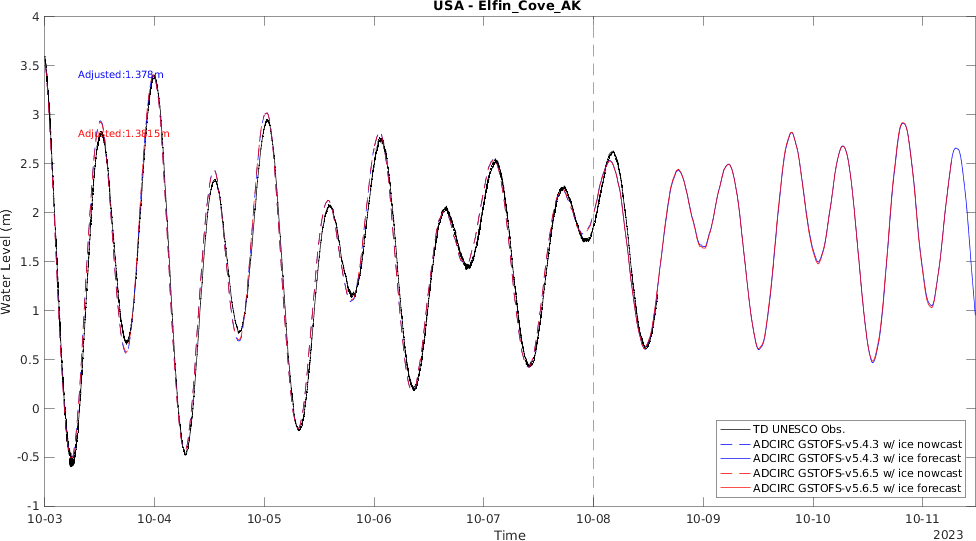 USA - Elfin_Cove_AK
4
3.5
3
2.5
2
1.5
1
0.5
0
-0.5
-1
Water Level (m)
Adjusted:1.378m
Adjusted:1.3815m
TD UNESCO Obs.
ADCIRC GSTOFS-v5.4.3 w/ ice nowcast
ADCIRC GSTOFS-v5.4.3 w/ ice forecast
ADCIRC GSTOFS-v5.6.5 w/ ice nowcast
ADCIRC GSTOFS-v5.6.5 w/ ice forecast
10-03 10-04 10-05 10-06 10-07 10-08 10-09 10-10 10-11
Time
2023